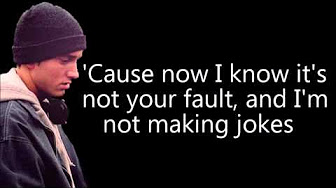 'Cause now I know it's
not your fault, and I'm
not making jokes